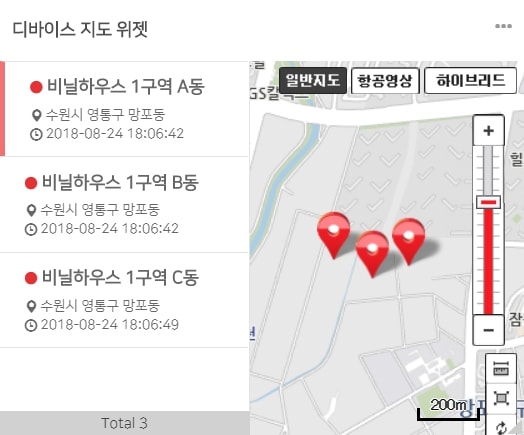 디바이스 지도 위젯
비닐하우스 1구역 A동
수원시 영통구 망포동
2018-08-24 18:06:42
비닐하우스 1구역 B동
수원시 영통구 망포동
2018-08-24 18:06:42
비닐하우스 1구역 C동
수원시 영통구 망포동
2018-08-24 18:06:49
Total 3
일반지도 항공영상 하이브리드
+
−
잠
200m